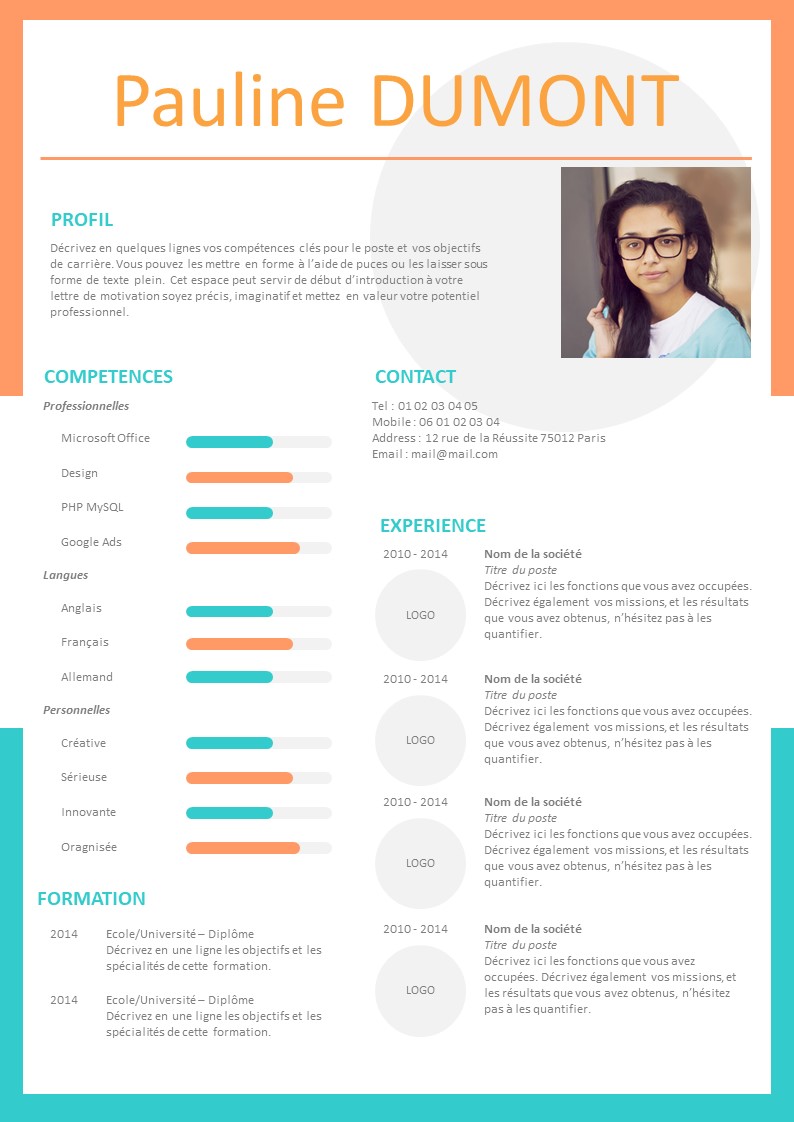 Pauline DUMONT
PROFIL
Décrivez en quelques lignes vos compétences clés pour le poste et vos objectifs
de carrière. Vous pouvez les mettre en forme à l’aide de puces ou les laisser sous
forme de texte plein. Cet espace peut servir de début d’introduction à votre
lettre de motivation soyez précis, imaginatif et mettez en valeur votre potentiel
professionnel.
COMPETENCES
Professionnelles
Microsoft Office
Design
PHP MySQL
Google Ads
Langues
Anglais
Français
Allemand
Personnelles
Créative
Sérieuse
Innovante
Oragnisée
FORMATION
2014 Ecole/Université – Diplôme
Décrivez en une ligne les objectifs et les
spécialités de cette formation.
2014 Ecole/Université – Diplôme
Décrivez en une ligne les objectifs et les
spécialités de cette formation.
CONTACT
Tel : 01 02 03 04 05
Mobile : 06 01 02 03 04
Address : 12 rue de la Réussite 75012 Paris
Email : mail@mail.com
EXPERIENCE
2010 - 2014 Nom de la société
Titre du poste
Décrivez ici les fonctions que vous avez occupées.
Décrivez également vos missions, et les résultats
LOGO
que vous avez obtenus, n’hésitez pas à les
quantifier.
2010 - 2014 Nom de la société
Titre du poste
Décrivez ici les fonctions que vous avez occupées.
Décrivez également vos missions, et les résultats
LOGO
que vous avez obtenus, n’hésitez pas à les
quantifier.
2010 - 2014 Nom de la société
Titre du poste
Décrivez ici les fonctions que vous avez occupées.
Décrivez également vos missions, et les résultats
LOGO
que vous avez obtenus, n’hésitez pas à les
quantifier.
2010 - 2014 Nom de la société
Titre du poste
Décrivez ici les fonctions que vous avez
occupées. Décrivez également vos missions, et
LOGO
les résultats que vous avez obtenus, n’hésitez
pas à les quantifier.